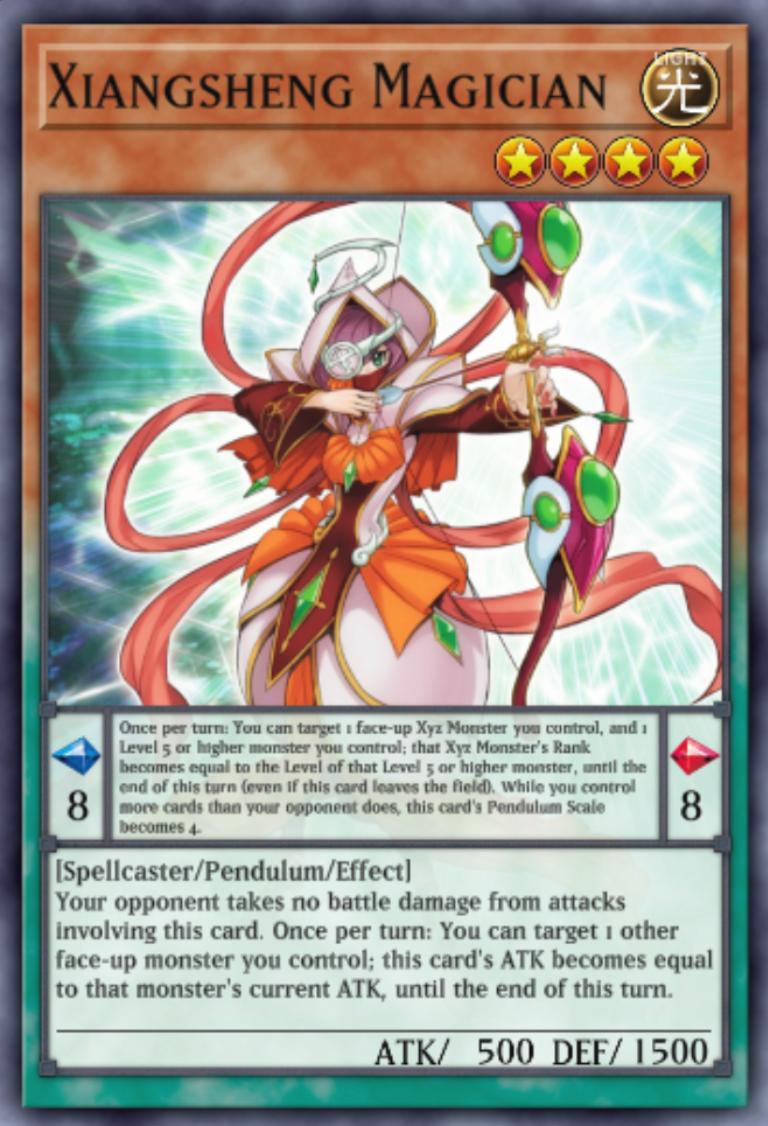 Xiangsheng Magician
LIGHT
光
Once per turn: You can target 1 face-up Xyz Monster you control, and 1
Level 5 or higher monster you control; that Xyz Monster's Rank
becomes equal to the Level of that Level 5 or higher monster, until the
end of this turn (even if this card leaves the field). While you control
more cards than your opponent does, this card's Pendulum Scale
becomes 4.
8
8
[Spellcaster/Pendulum/Effect]
Your opponent takes no battle damage from attacks
involving this card. Once per turn: You can target 1 other
face-up monster you control; this card's ATK becomes equal
to that monster's current ATK, until the end of this turn.
ATK/ 500 DEF/ 1500